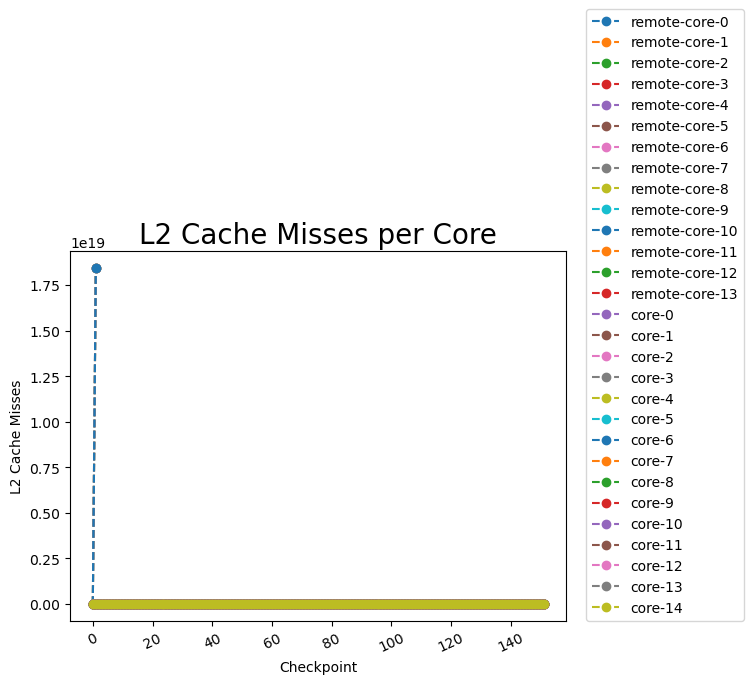 L2 Cache Misses per Core
1e19
1.75
1.50
1.25
1.00
0.75
0.50
0.25
0.00
L2 Cache Misses
0
20
40
60
80
100
120
140
Checkpoint
remote-core-0
remote-core-1
remote-core-2
remote-core-3
remote-core-4
remote-core-5
remote-core-6
remote-core-7
remote-core-8
remote-core-9
remote-core-10
remote-core-11
remote-core-12
remote-core-13
core-0
core-1
core-2
core-3
core-4
core-5
core-6
core-7
core-8
core-9
core-10
core-11
core-12
core-13
core-14